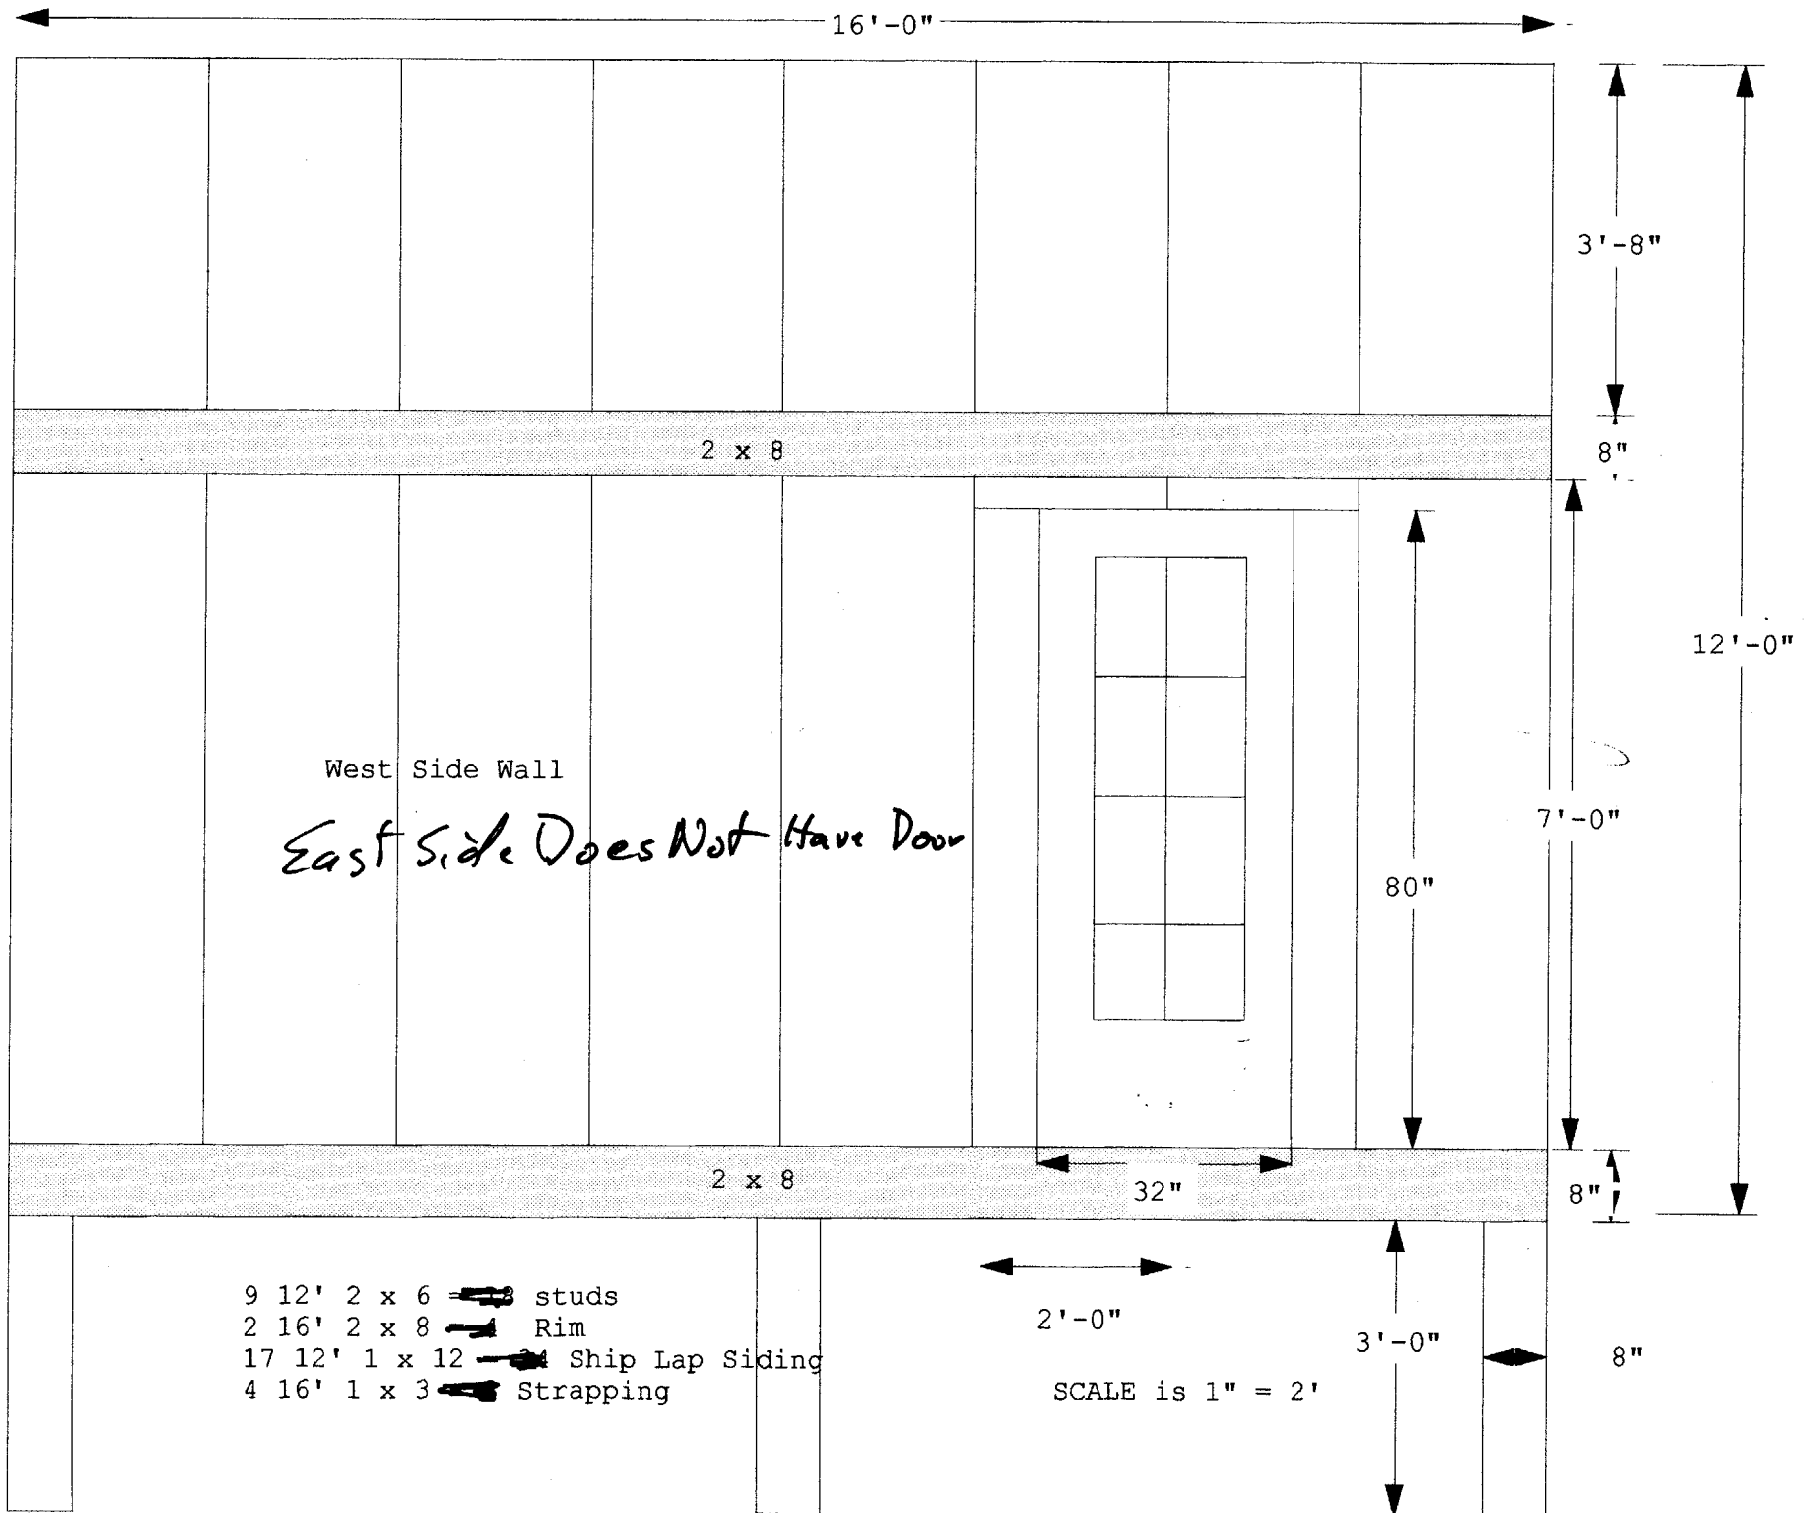 16'-0"
3'-8"
2 x 8
8"
12'-0"
West Side Wall
7'-0"
East Side Does Not Have Door
80"
2 x 8
32"
8"
9 12' 2 x 6 studs
2 16' 2 x 8 Rim
2'-0"
3'-0"
17 12' 1 x 12 Ship Lap Siding
8"
4 16' 1 x 3 Strapping
SCALE is 1" = 2'